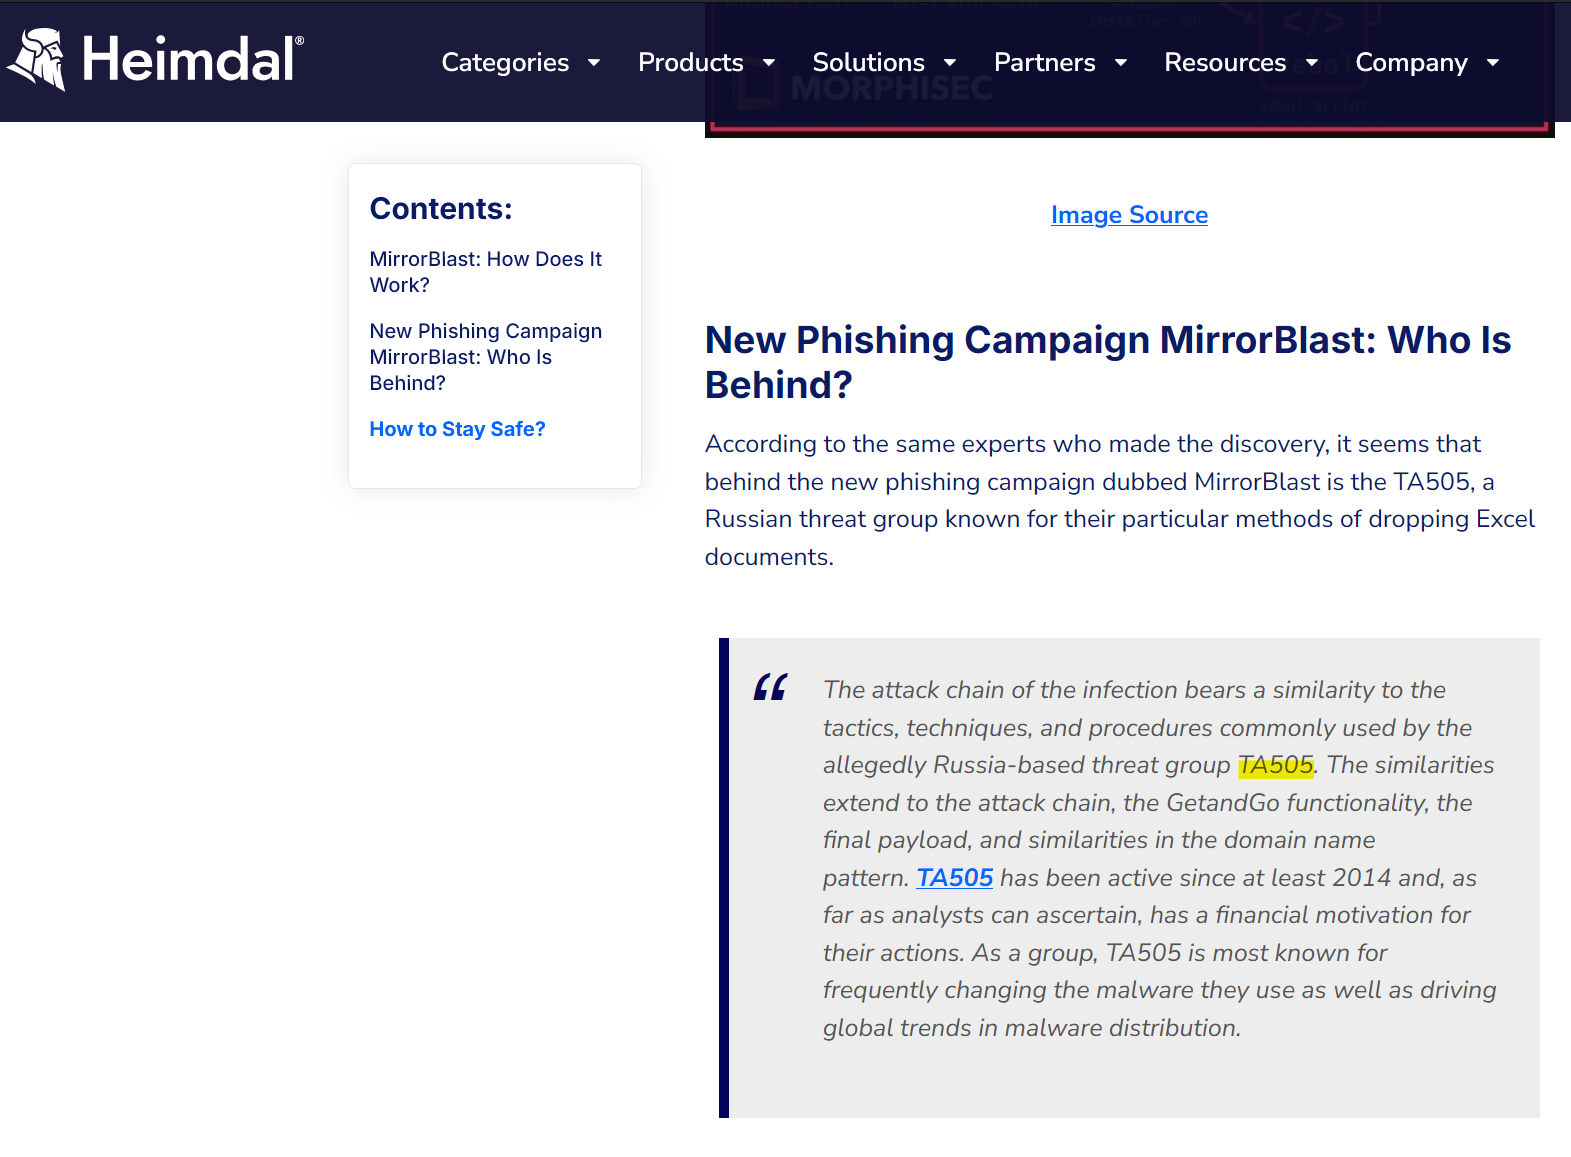 Heimdal®
Categories
Products
Solutions
Partners
Resources
Company
Installer XML
</>
MORPHISEC
Rebol Script
Image Source
Contents:
MirrorBlast: How Does It
Work?
New Phishing Campaign
MirrorBlast: Who Is
Behind?
How to Stay Safe?
New Phishing Campaign MirrorBlast: Who Is
Behind?
According to the same experts who made the discovery, it seems that
behind the new phishing campaign dubbed MirrorBlast is the TA505, a
Russian threat group known for their particular methods of dropping Excel
documents.
“
The attack chain of the infection bears a similarity to the
tactics, techniques, and procedures commonly used by the
allegedly Russia-based threat group TA505. The similarities
extend to the attack chain, the GetandGo functionality, the
final payload, and similarities in the domain name
pattern. TA505 has been active since at least 2014 and, as
far as analysts can ascertain, has a financial motivation for
their actions. As a group, TA505 is most known for
frequently changing the malware they use as well as driving
global trends in malware distribution.